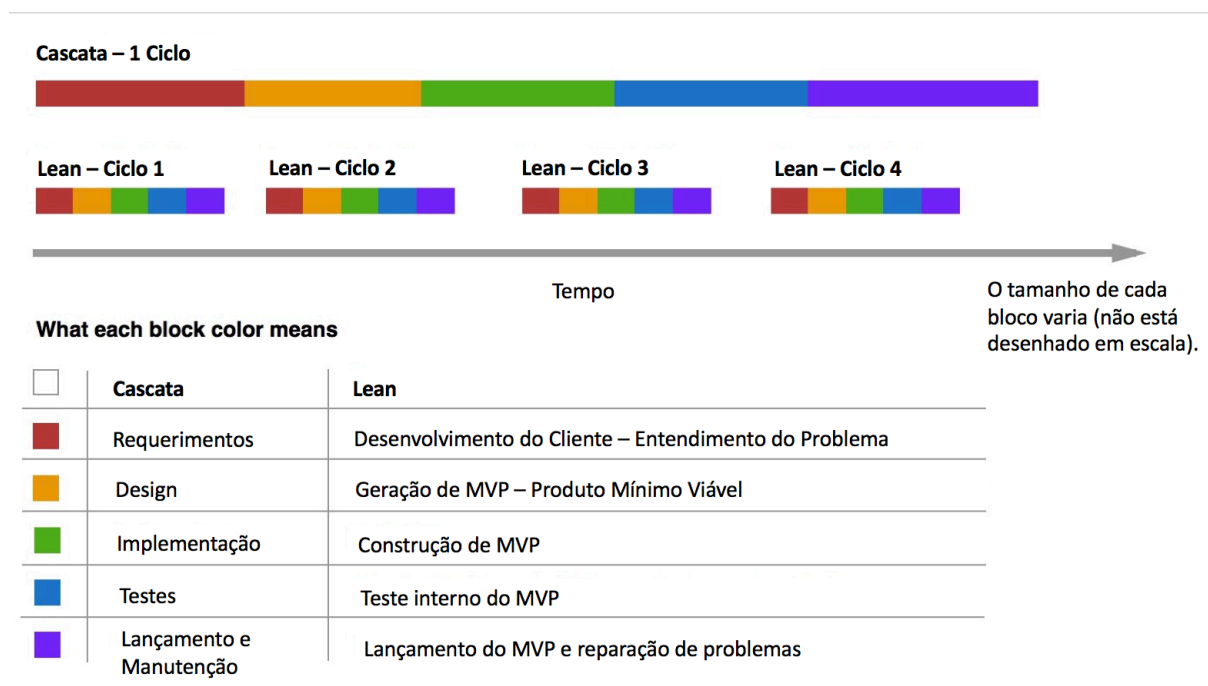 Cascata – 1 Ciclo
Lean – Ciclo 1
Lean – Ciclo 2
Lean – Ciclo 3
Lean – Ciclo 4
Tempo
O tamanho de cada
bloco varia (não está
desenhado em escala).
What each block color means
Cascata
Lean
Requerimentos
Desenvolvimento do Cliente – Entendimento do Problema
Design
Geração de MVP – Produto Mínimo Viável
Implementação
Construção de MVP
Testes
Teste interno do MVP
Lançamento e
Manutenção
Lançamento do MVP e reparação de problemas